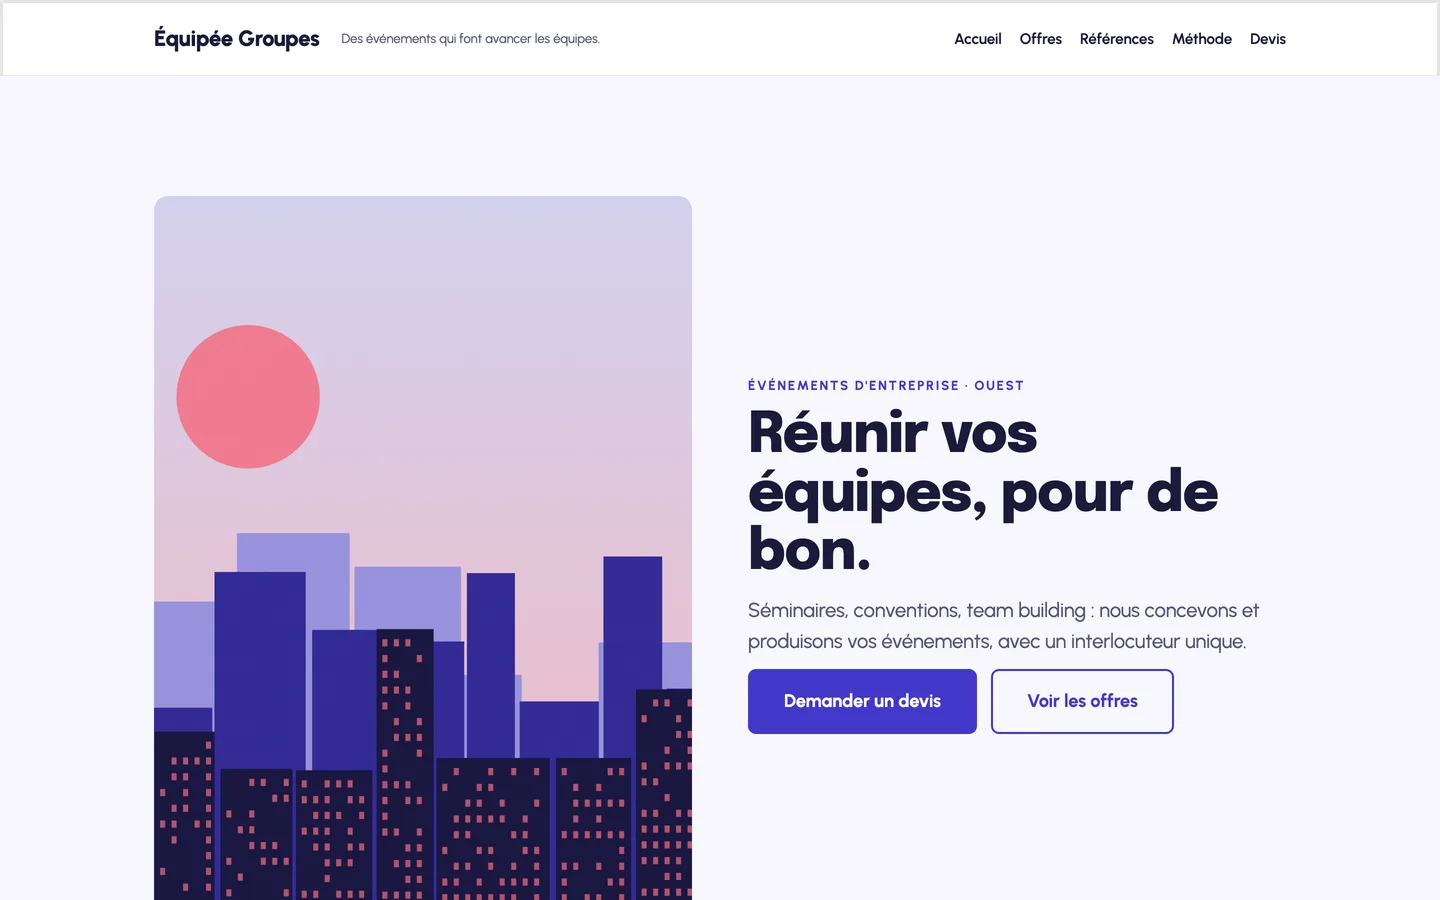 Équipée Groupes
Des événements qui font avancer les équipes.
Accueil Offres Références Méthode Devis
ÉVÉNEMENTS D'ENTREPRISE · OUEST
Réunir vos
équipes, pour de
bon.
Séminaires, conventions, team building : nous concevons et
produisons vos événements, avec un interlocuteur unique.
Demander un devis
Voir les offres